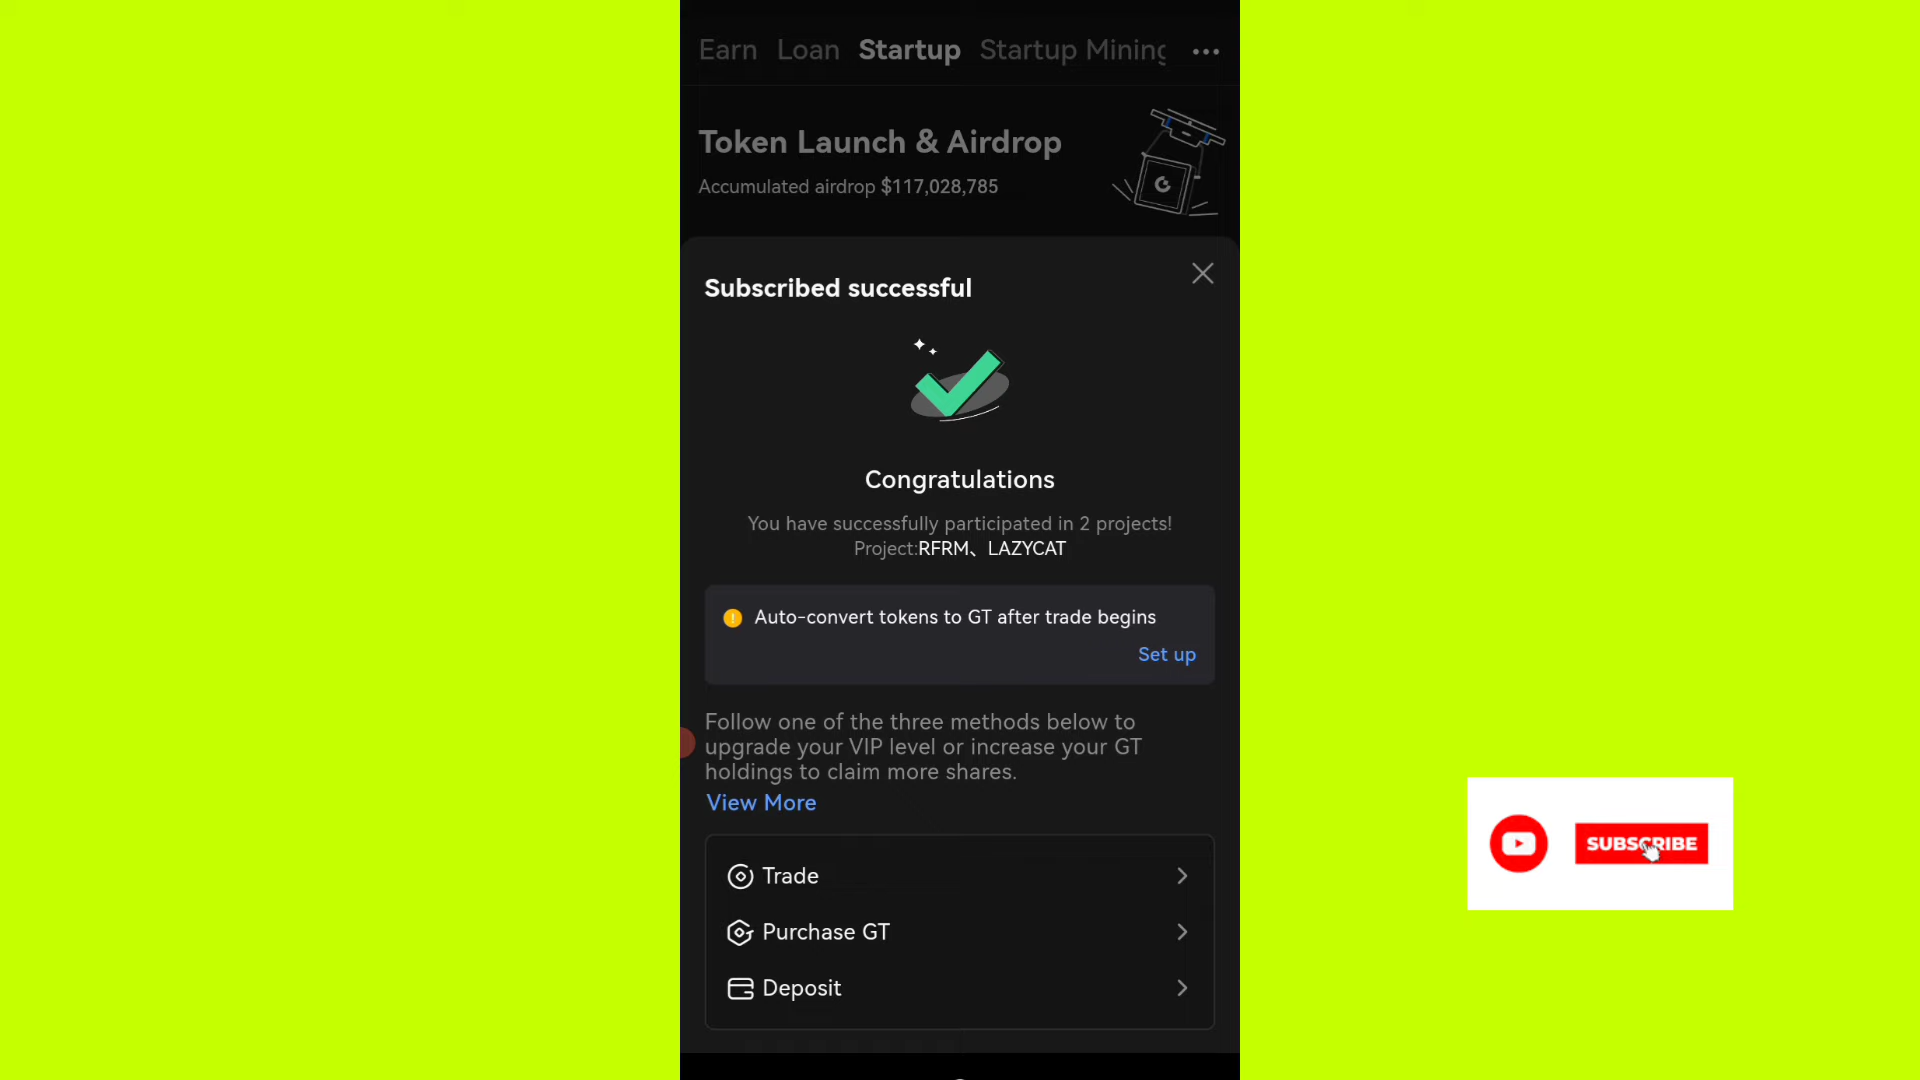 Earn Loan Startup Startup Mining
Token Launch & Airdrop
Accumulated airdrop $117,028,785
Subscribed successful
Congratulations
You have successfully participated in 2 projects!
Project:RFRM、LAZYCAT
Auto-convert tokens to GT after trade begins
Set up
Follow one of the three methods below to
upgrade your VIP level or increase your GT
holdings to claim more shares.
View More
Trade
Purchase GT
Deposit
SUBSCRIBE